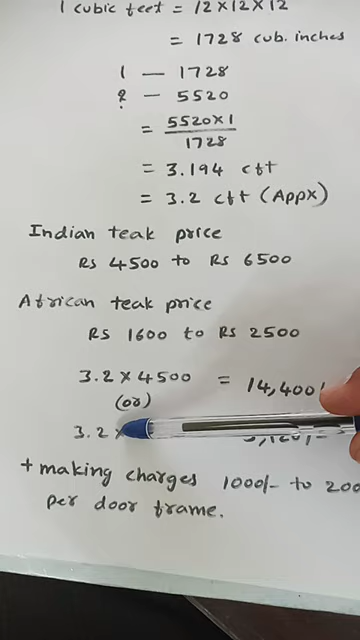 1 cubic feet = 12×12×12
= 1728 cub. inches
1 — 1728
? — 5520
= 5520×1
1728
= 3.194 cft
= 3.2 cft (Appx)
Indian teak price
Rs 4500 to Rs 6500
African teak price
Rs 1600 to Rs 2500
3.2 × 4500 = 14,400/
(or)
3.2 ×
+ making charges 1000/- to 200
per door frame.